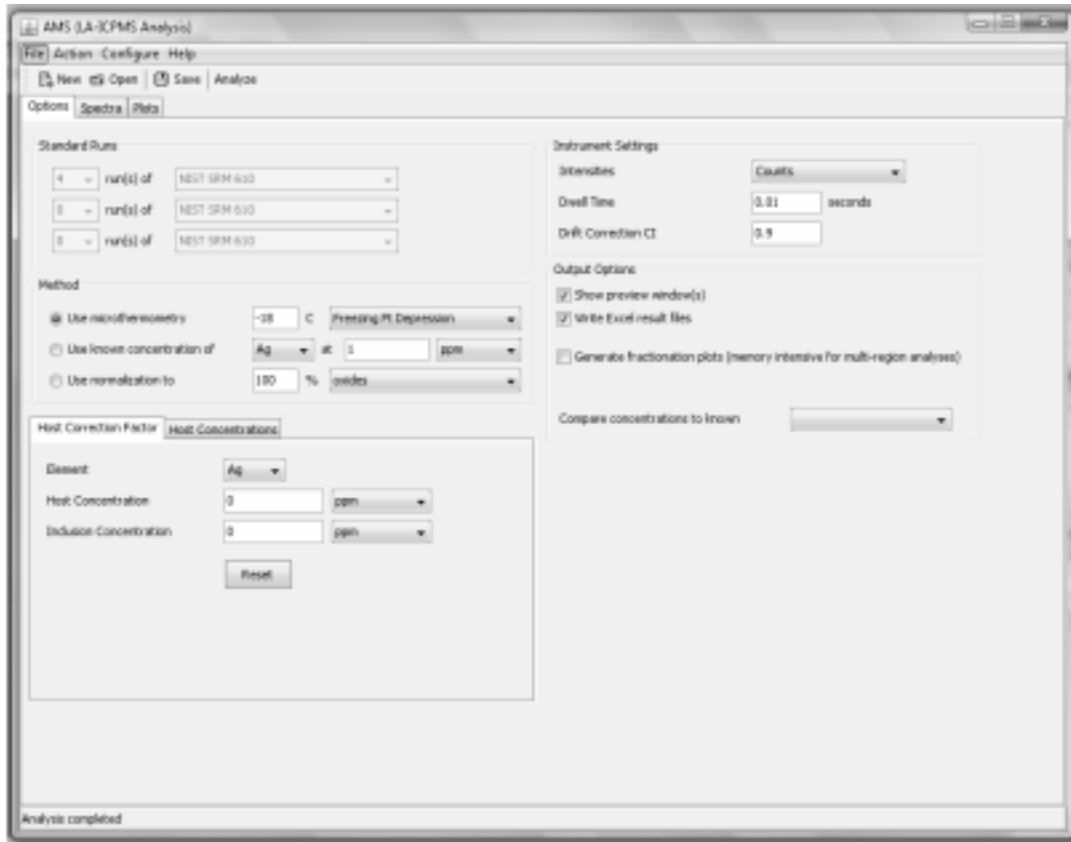 AMS (LA-ICPMS Analysis)
File Action Configure Help
New Open Save Analyze
Options Spectra Plots
Standard Runs
4 run(s) of NIST SRM 610
0 run(s) of NIST SRM 610
0 run(s) of NIST SRM 610
Method
Use microthermometry -18 C Freezing Pt Depression
Use known concentration of Ag at 1 ppm
Use normalization to 100 % oxides
Host Correction Factor Host Concentrations
Element Ag
Host Concentration 0 ppm
Inclusion Concentration 0 ppm
Reset
Instrument Settings
Intensities Counts
Dwell Time 0.01 seconds
Drift Correction CI 0.9
Output Options
Show preview window(s)
Write Excel result files
Generate fractionation plots (memory intensive for multi-region analyses)
Compare concentrations to known
Analysis completed